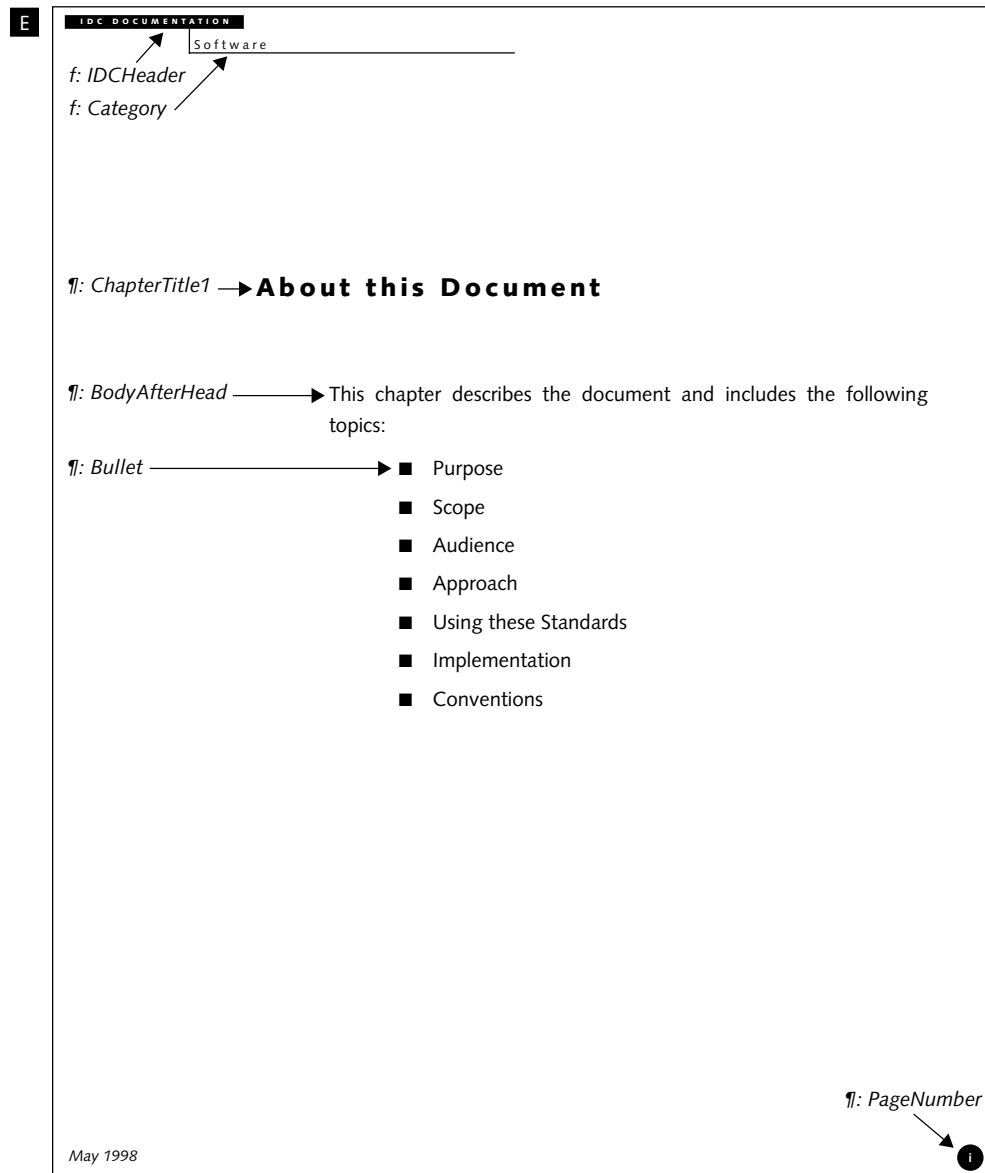 E
IDC DOCUMENTATION
Software
f: IDCHeader
f: Category
¶: ChapterTitle1
About this Document
¶: BodyAfterHead
This chapter describes the document and includes the following
topics:
¶: Bullet
■ Purpose
■ Scope
■ Audience
■ Approach
■ Using these Standards
■ Implementation
■ Conventions
¶: PageNumber
May 1998
i